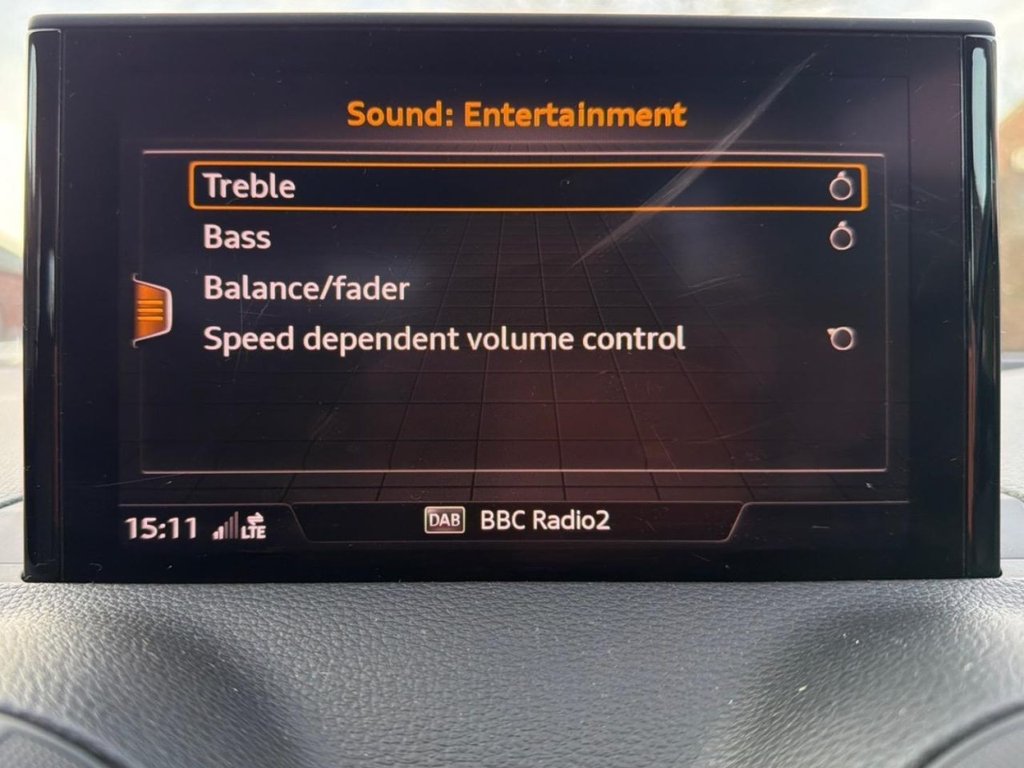 Sound: Entertainment
Treble
Bass
Balance/fader
Speed dependent volume control
15:11 LTE DAB BBC Radio2